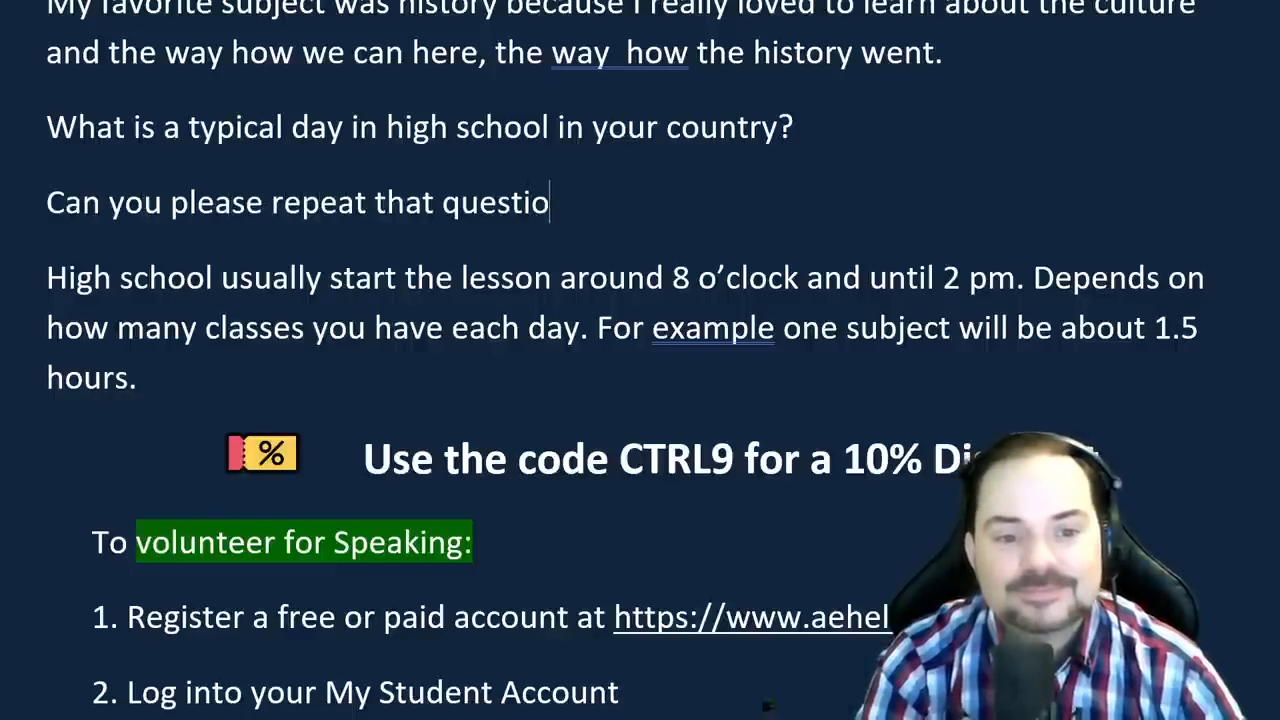 My favorite subject was history because I really loved to learn about the culture
and the way how we can here, the way  how the history went.
What is a typical day in high school in your country?
Can you please repeat that questio
High school usually start the lesson around 8 o’clock and until 2 pm. Depends on
how many classes you have each day. For example one subject will be about 1.5
hours.
% Use the code CTRL9 for a 10%
To volunteer for Speaking:
1. Register a free or paid account at https://www.aehel
2. Log into your My Student Account